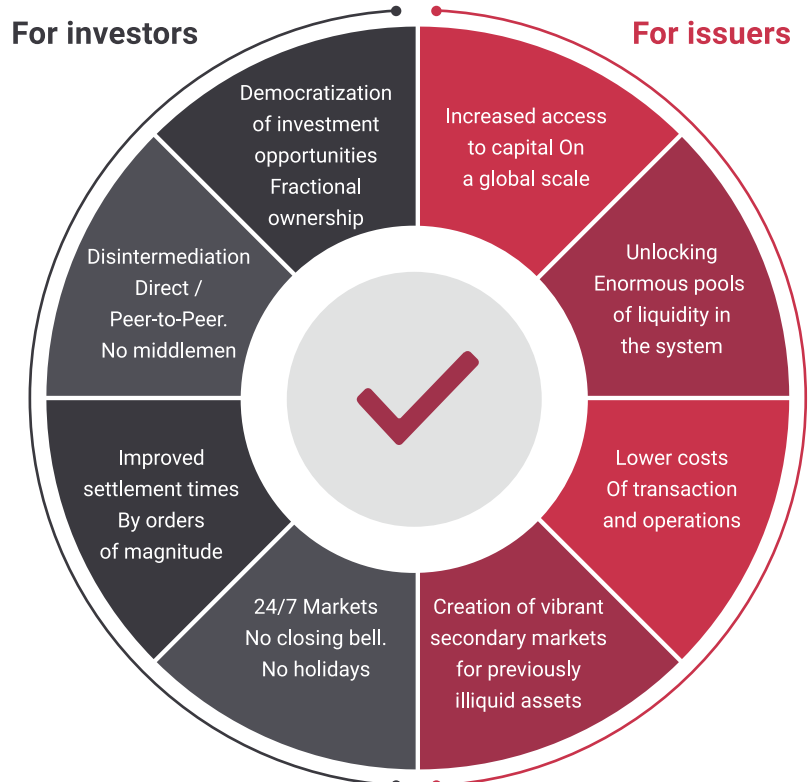 For investors
For issuers
Democratization
of investment
opportunities
Fractional
ownership
Increased access
to capital On
a global scale
Disintermediation
Direct /
Peer-to-Peer.
No middlemen
Unlocking
Enormous pools
of liquidity in
the system
Improved
settlement times
By orders
of magnitude
Lower costs
Of transaction
and operations
24/7 Markets
No closing bell.
No holidays
Creation of vibrant
secondary markets
for previously
illiquid assets